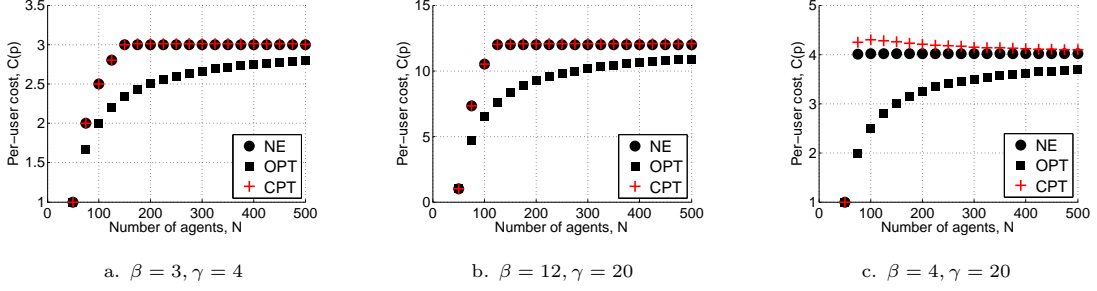 Per-user cost, C(p)
3.5
3
2.5
2
1.5
1
0 100 200 300 400 500
Number of agents, N
NE
OPT
CPT
a. β = 3, γ = 4
Per-user cost, C(p)
15
10
5
0
0 100 200 300 400 500
Number of agents, N
NE
OPT
CPT
b. β = 12, γ = 20
Per-user cost, C(p)
5
4
3
2
1
0 100 200 300 400 500
Number of agents, N
NE
OPT
CPT
c. β = 4, γ = 20